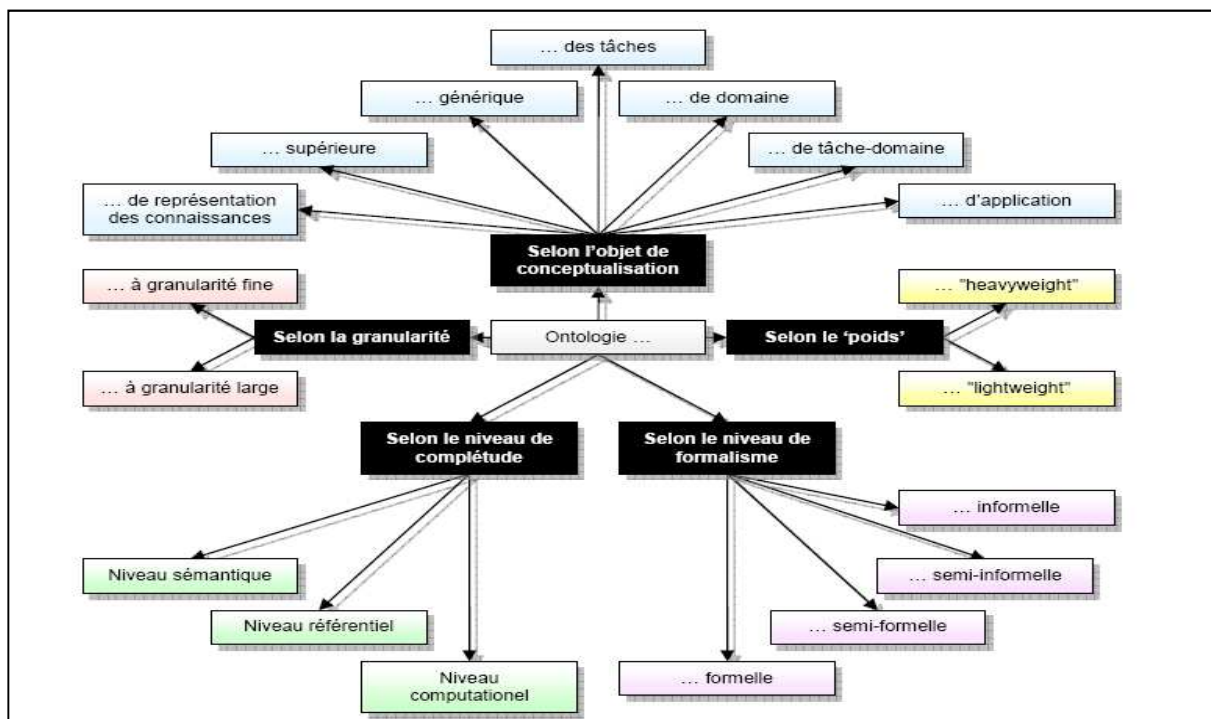 … des tâches
… générique
… de domaine
… supérieure
… de tâche-domaine
… de représentation
des connaissances
… d'application
Selon l'objet de
conceptualisation
… à granularité fine
… "heavyweight"
Selon la granularité
Ontologie …
Selon le 'poids'
… à granularité large
… "lightweight"
Selon le niveau de
complétude
Selon le niveau de
formalisme
… informelle
Niveau sémantique
… semi-informelle
Niveau référentiel
… semi-formelle
Niveau
computationel
… formelle